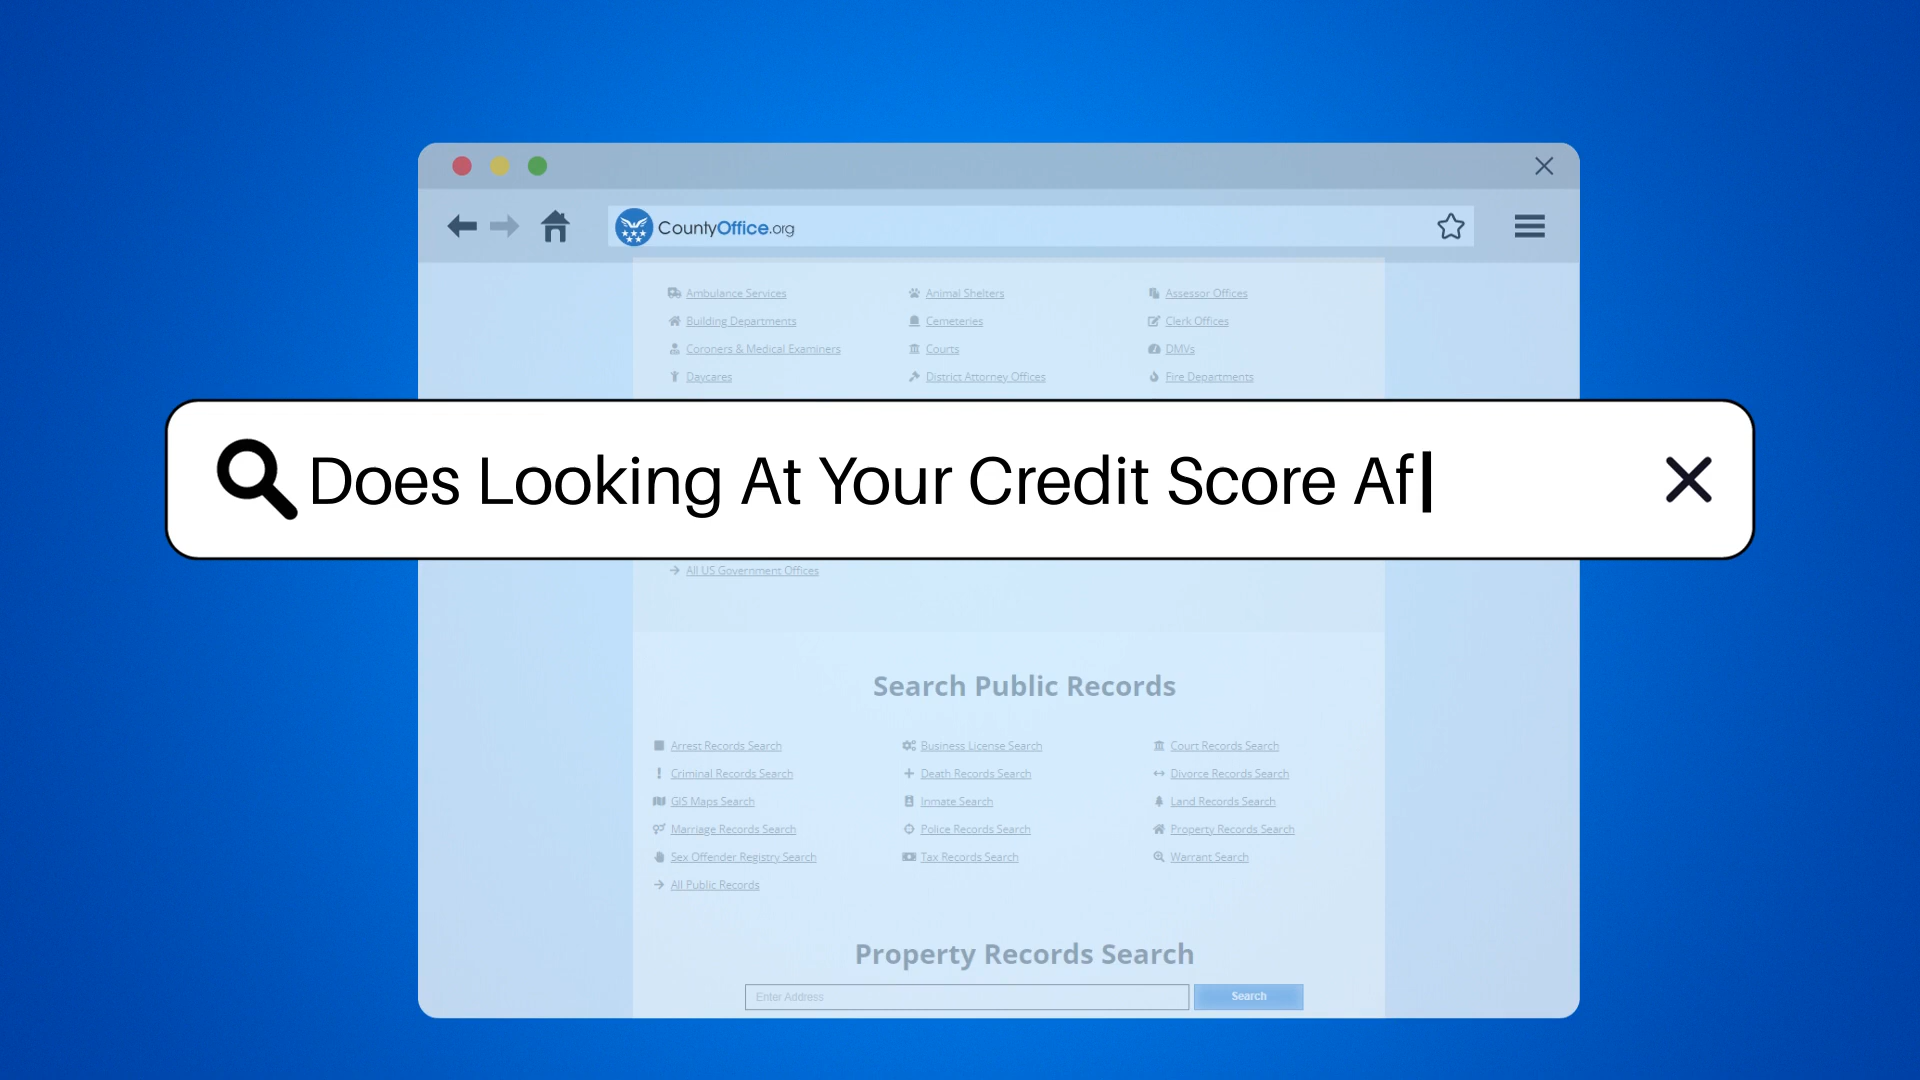 CountyOffice.org
Ambulance Services Animal Shelters Assessor Offices
Building Departments Cemeteries Clerk Offices
Coroners & Medical Examiners Courts DMVs
Daycares District Attorney Offices Fire Departments
Does Looking At Your Credit Score Af
All US Government Offices
Search Public Records
Arrest Records Search Business License Search Court Records Search
Criminal Records Search Death Records Search Divorce Records Search
GIS Maps Search Inmate Search Land Records Search
Marriage Records Search Police Records Search Property Records Search
Sex Offender Registry Search Tax Records Search Warrant Search
All Public Records
Property Records Search
Enter Address Search